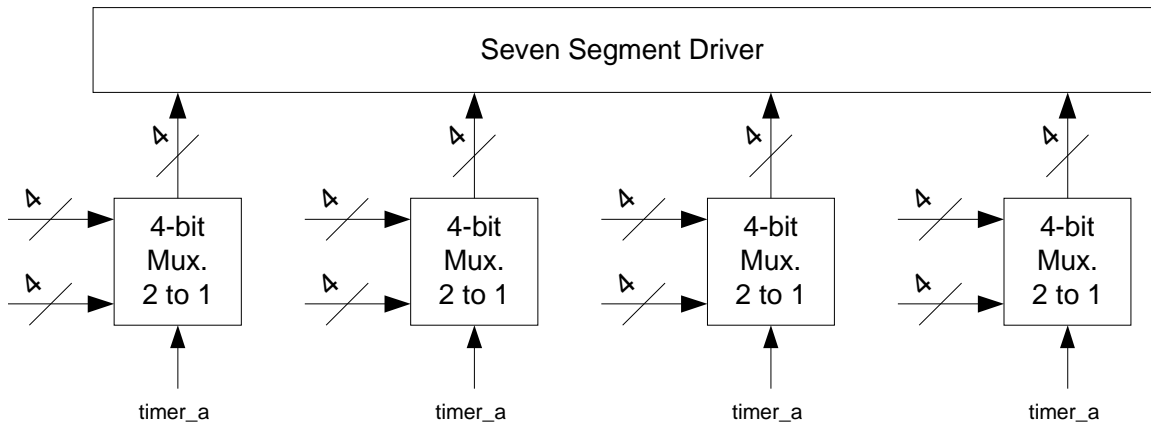 Seven Segment Driver
4 4 4 4
4 4 4 4
4-bit 4-bit 4-bit 4-bit
Mux. Mux. Mux. Mux.
4 4 4 4
2 to 1 2 to 1 2 to 1 2 to 1
timer_a timer_a timer_a timer_a